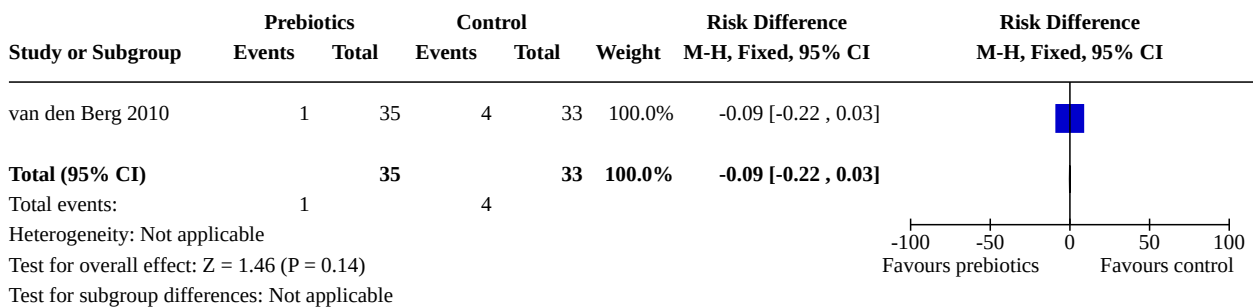 Prebiotics Control Risk Difference Risk Difference
Study or Subgroup Events Total Events Total Weight M-H, Fixed, 95% CI M-H, Fixed, 95% CI
van den Berg 2010 1 35 4 33 100.0% -0.09 [-0.22 , 0.03]
Total (95% CI) 35 33 100.0% -0.09 [-0.22 , 0.03]
Total events: 1 4
Heterogeneity: Not applicable
-100 -50 0 50 100
Test for overall effect: Z = 1.46 (P = 0.14)
Favours prebiotics Favours control
Test for subgroup differences: Not applicable